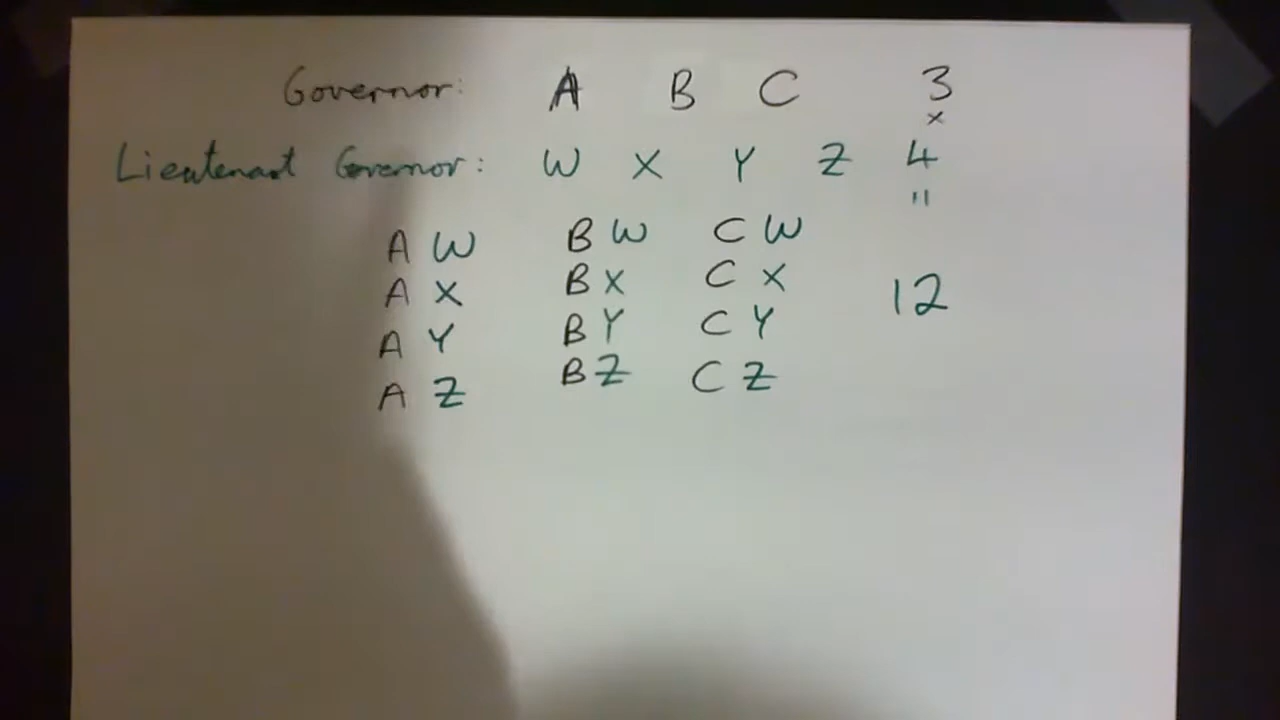 Governor: A B C 3
×
Lieutenant Governor: W X Y Z 4
=
A W B W C W
A X B X C X 12
A Y B Y C Y
A Z B Z C Z